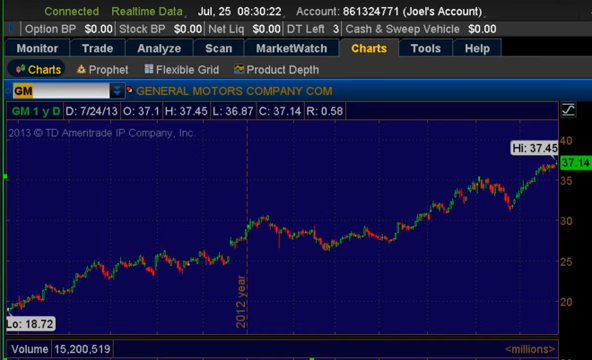 Connected Realtime Data Jul, 25 08:30:22 Account: 861324771 (Joel's Account)
Option BP $0.00 Stock BP $0.00 Net Liq $0.00 DT Left 3 Cash & Sweep Vehicle $0.00
Monitor Trade Analyze Scan MarketWatch Charts Tools Help
Charts Prophet Flexible Grid Product Depth
GM GENERAL MOTORS COMPANY COM
GM 1 y D D: 7/24/13 O: 37.1 H: 37.45 L: 36.87 C: 37.14 R: 0.58
2013 © TD Ameritrade IP Company, Inc.
40
Hi: 37.45
37.14
35
30
25
20
2012 year
Lo: 18.72
Volume 15,200,519 <millions>